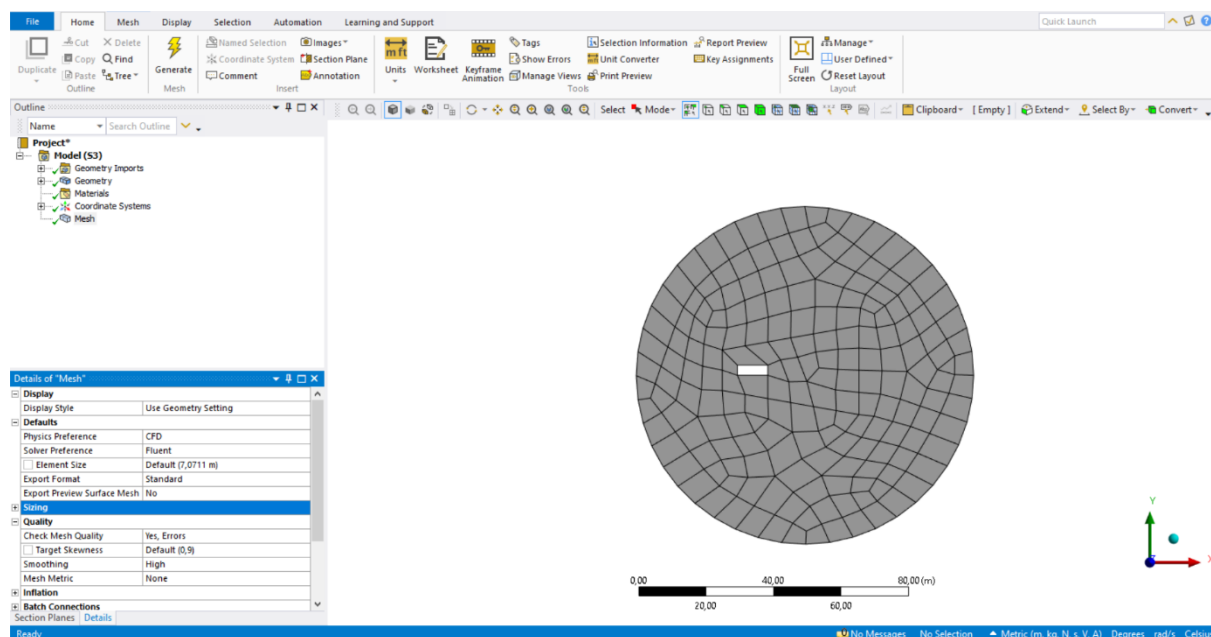 File Home Mesh Display Selection Automation Learning and Support Quick Launch
Duplicate Cut Copy Paste Delete Find Tree Outline
Generate Mesh
Named Selection Coordinate System Comment Images Section Plane Annotation Insert
Units Worksheet Keyframe Animation Tags Show Errors Manage Views Selection Information Unit Converter Print Preview Report Preview Key Assignments Tools
Full Screen Manage User Defined Reset Layout Layout
Outline
Select Mode Clipboard [ Empty ] Extend Select By Convert
Name Search Outline
Project*
Model (S3)
Geometry Imports
Geometry
Materials
Coordinate Systems
Mesh
Details of "Mesh"
Display
Display Style Use Geometry Setting
Defaults
Physics Preference CFD
Solver Preference Fluent
Element Size Default (7,0711 m)
Export Format Standard
Export Preview Surface Mesh No
Sizing
Quality
Check Mesh Quality Yes, Errors
Target Skewness Default (0,9)
Smoothing High
Mesh Metric None
Inflation
Batch Connections
Section Planes Details
0,00 40,00 80,00 (m)
20,00 60,00
Y
X
Ready No Messages No Selection Metric (m, kg, N, s, V, A) Degrees rad/s Celsiu